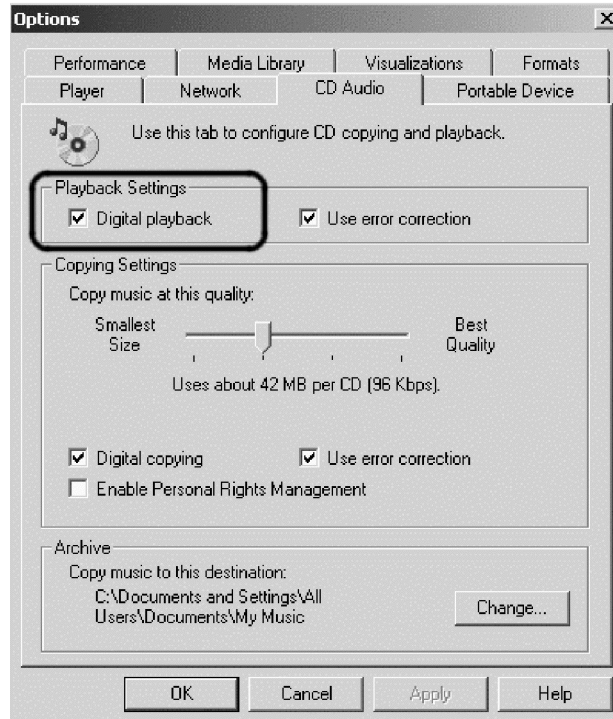 Options
Performance Media Library Visualizations Formats
Player Network CD Audio Portable Device
Use this tab to configure CD copying and playback.
Playback Settings
Digital playback Use error correction
Copying Settings
Copy music at this quality:
Smallest Size Best Quality
Uses about 42 MB per CD (96 Kbps).
Digital copying Use error correction
Enable Personal Rights Management
Archive
Copy music to this destination:
C:\Documents and Settings\All
Users\Documents\My Music
Change...
OK Cancel Apply Help